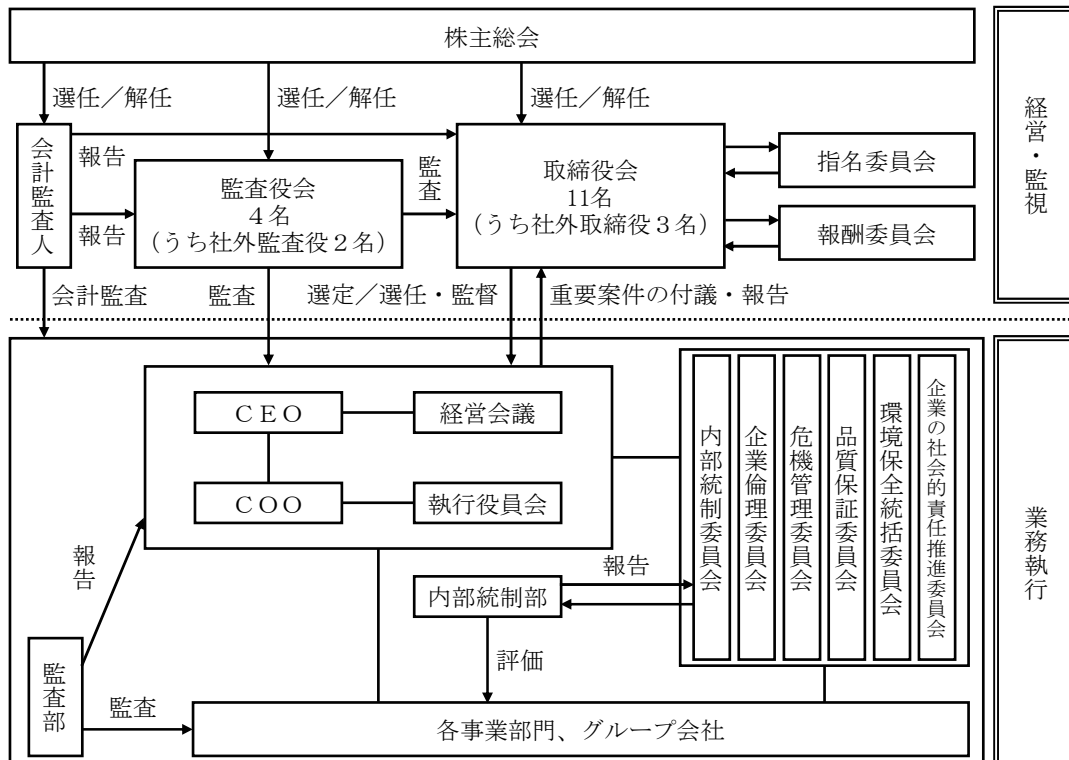 株主総会
選任／解任
選任／解任
選任／解任
経営・監視
会計監査人
報告
報告
監査役会
４名
（うち社外監査役２名）
監査
取締役会
11名
（うち社外取締役３名）
指名委員会
報酬委員会
会計監査
監査
選定／選任・監督
重要案件の付議・報告
ＣＥＯ
経営会議
ＣＯＯ
執行役員会
内部統制委員会
企業倫理委員会
危機管理委員会
品質保証委員会
環境保全統括委員会
企業の社会的責任推進委員会
業務執行
報告
内部統制部
報告
評価
監査部
監査
各事業部門、グループ会社